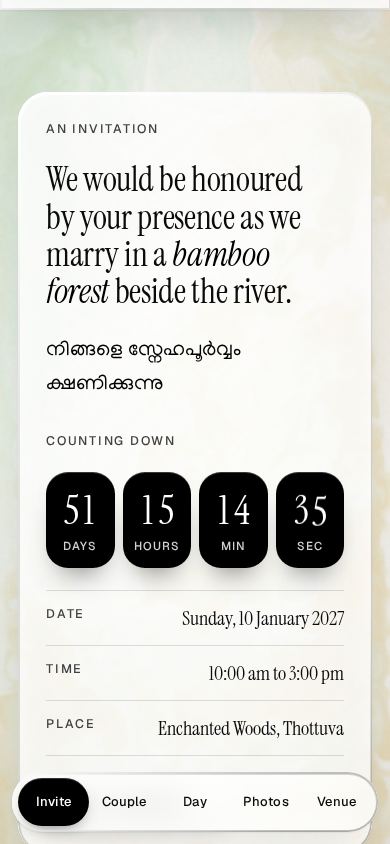 AN INVITATION
We would be honoured
by your presence as we
marry in a bamboo
forest beside the river.
നിങ്ങളെ സ്നേഹപൂർവ്വം
ക്ഷണിക്കുന്നു
COUNTING DOWN
51 15 14 35
DAYS HOURS MIN SEC
DATE Sunday, 10 January 2027
TIME 10:00 am to 3:00 pm
PLACE Enchanted Woods, Thottuva
Invite Couple Day Photos Venue